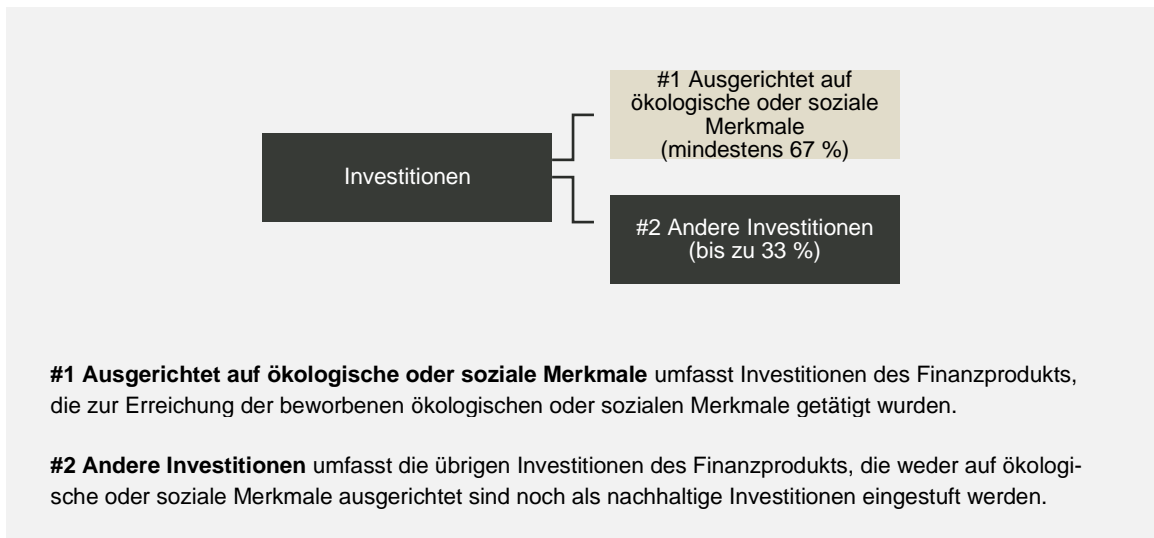 #1 Ausgerichtet auf
ökologische oder soziale
Merkmale
(mindestens 67 %)
Investitionen
#2 Andere Investitionen
(bis zu 33 %)
#1 Ausgerichtet auf ökologische oder soziale Merkmale umfasst Investitionen des Finanzprodukts,
die zur Erreichung der beworbenen ökologischen oder sozialen Merkmale getätigt wurden.
#2 Andere Investitionen umfasst die übrigen Investitionen des Finanzprodukts, die weder auf ökologi-
sche oder soziale Merkmale ausgerichtet sind noch als nachhaltige Investitionen eingestuft werden.